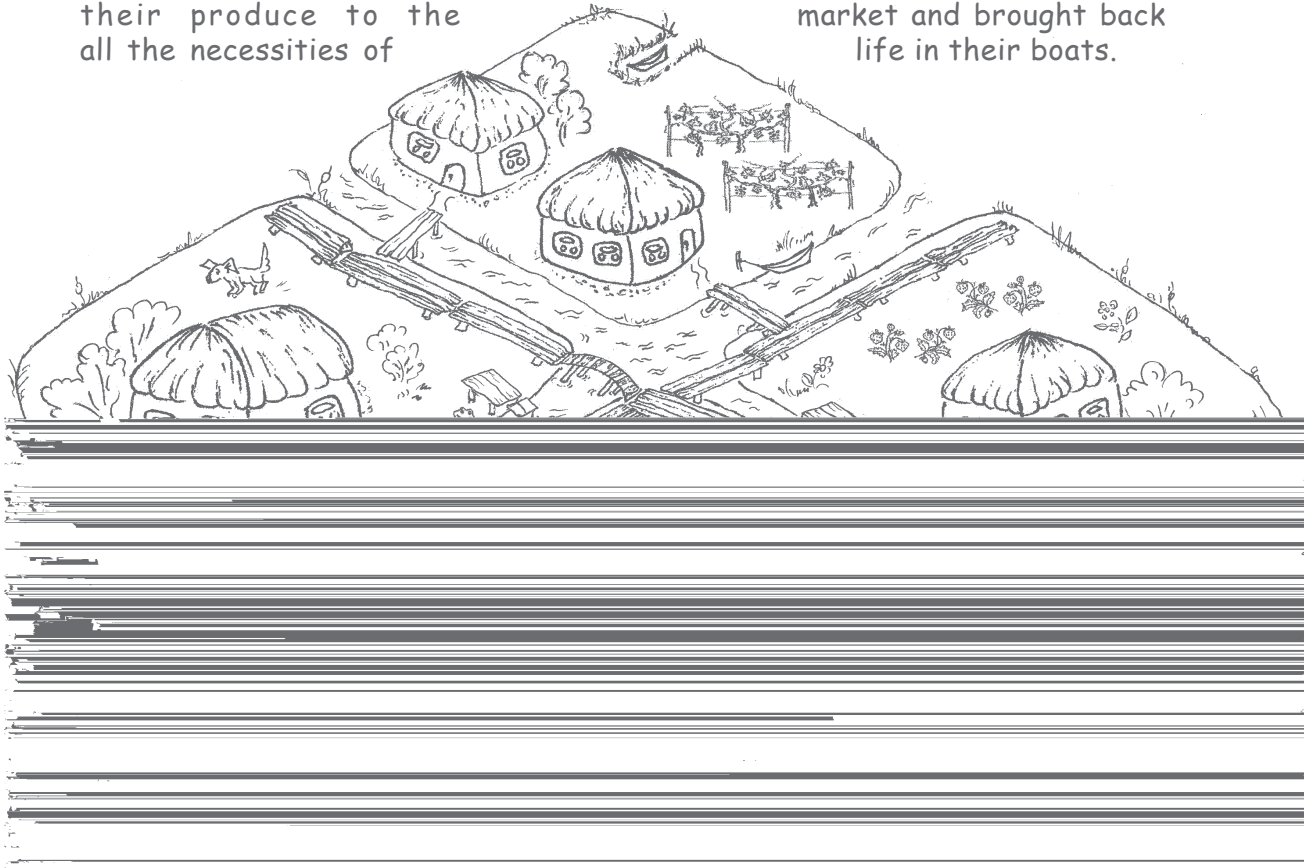 their produce to the market and brought back
all the necessities of life in their boats.